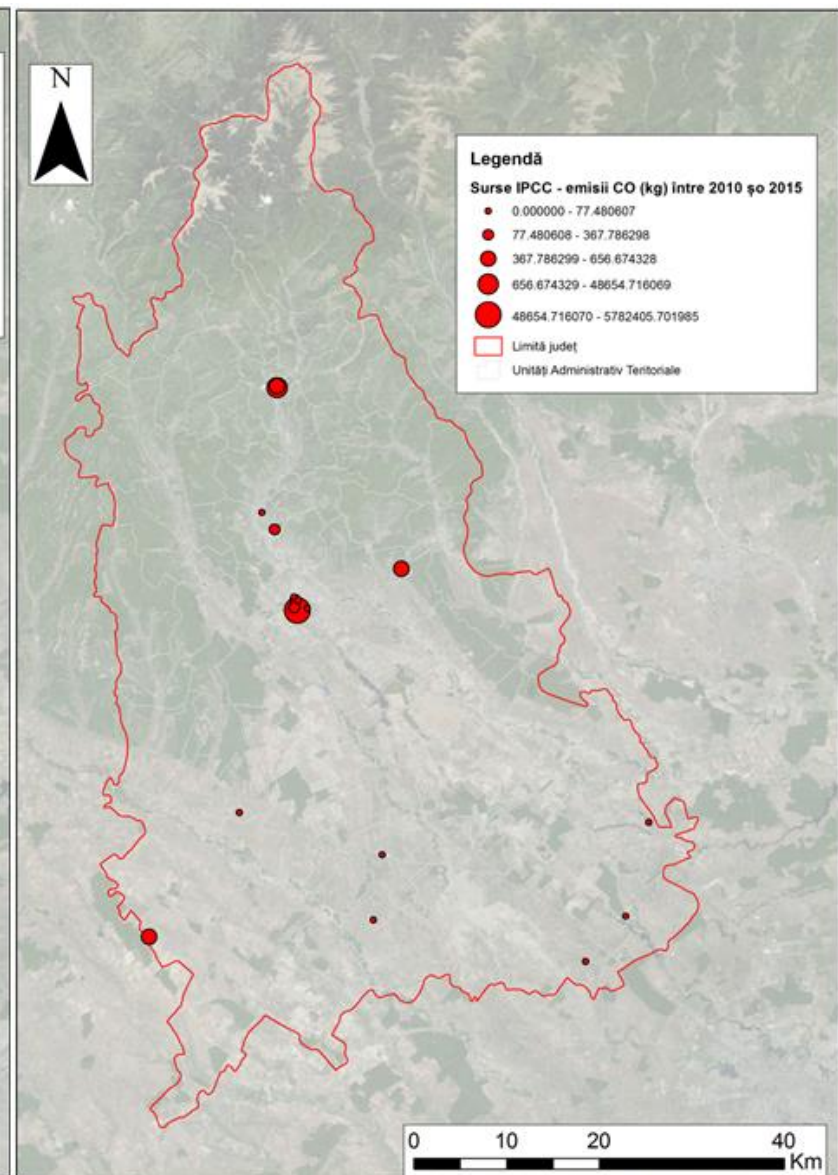 N
Legendă
Surse IPCC - emisii CO (kg) între 2010 șo 2015
0.000000 - 77.480607
77.480608 - 367.786298
367.786299 - 656.674328
656.674329 - 48654.716069
48654.716070 - 5782405.701985
Limită județ
Unități Administrativ Teritoriale
0 10 20 40
Km